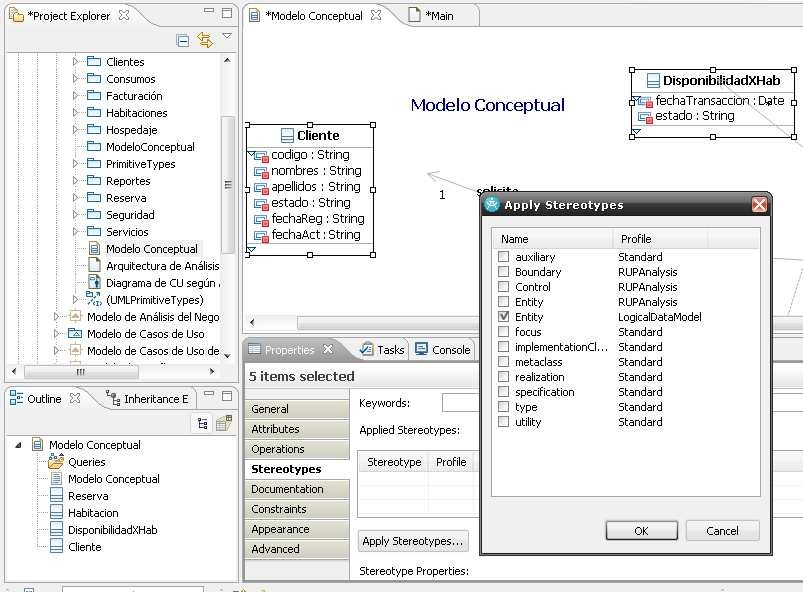 *Project Explorer
Clientes
Consumos
Facturación
Habitaciones
Hospedaje
ModeloConceptual
PrimitiveTypes
Reportes
Reserva
Seguridad
Servicios
Modelo Conceptual
Arquitectura de Análisis
Diagrama de CU según
(UMLPrimitiveTypes)
Modelo de Análisis del Nego
Modelo de Casos de Uso
Modelo de Casos de Uso de
Outline
Inheritance E
Modelo Conceptual
Queries
Modelo Conceptual
Reserva
Habitacion
DisponibilidadXHab
Cliente
*Modelo Conceptual
*Main
Modelo Conceptual
DisponibilidadXHab
fechaTransaccion : Date
estado : String
Cliente
codigo : String
nombres : String
apellidos : String
estado : String
fechaReg : String
fechaAct : String
1
solicita
Properties
Tasks
Console
5 items selected
General
Attributes
Operations
Stereotypes
Documentation
Constraints
Appearance
Advanced
Keywords:
Applied Stereotypes:
Stereotype Profile
Apply Stereotypes...
Stereotype Properties:
Apply Stereotypes
Name Profile
auxiliary Standard
Boundary RUPAnalysis
Control RUPAnalysis
Entity RUPAnalysis
Entity LogicalDataModel
focus Standard
implementationCl... Standard
metaclass Standard
realization Standard
specification Standard
type Standard
utility Standard
OK
Cancel